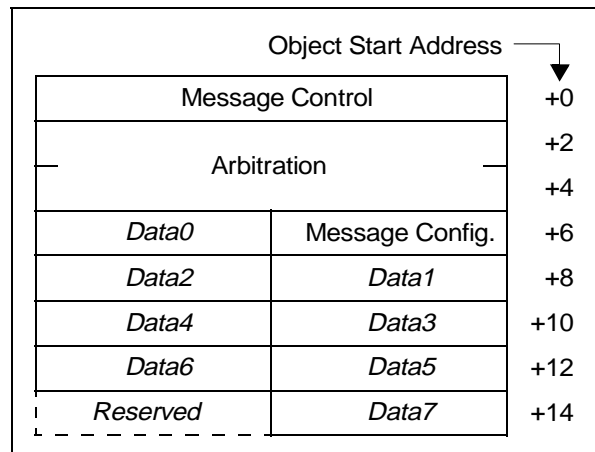 Object Start Address
Message Control +0
+2
Arbitration
+4
Data0 Message Config. +6
Data2 Data1 +8
Data4 Data3 +10
Data6 Data5 +12
Reserved Data7 +14